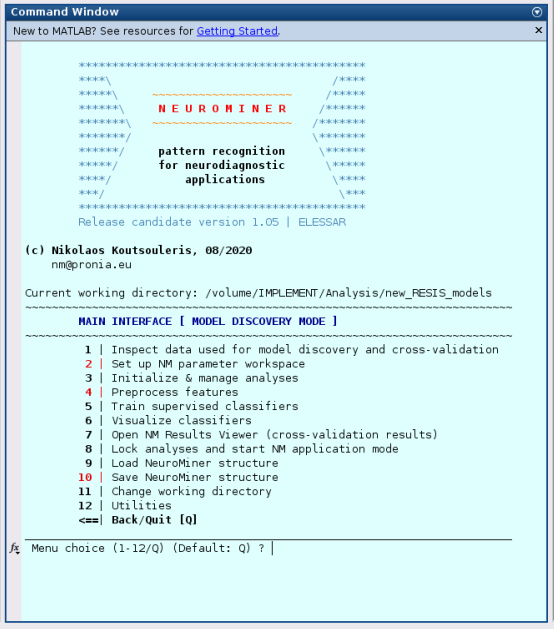 Command Window
New to MATLAB? See resources for Getting Started.
******************************************
****\ /****
*****\ ~~~~~~~~~~~~~~~~~~~~~ /*****
******\ N E U R O M I N E R /******
*******\ ~~~~~~~~~~~~~~~~~~~~~ /*******
*******/ \*******
******/ pattern recognition \******
*****/ for neurodiagnostic \*****
****/ applications \****
***/ \***
******************************************
Release candidate version 1.05 | ELESSAR
(c) Nikolaos Koutsouleris, 08/2020
nm@pronia.eu
Current working directory: /volume/IMPLEMENT/Analysis/new_RESIS_models
~~~~~~~~~~~~~~~~~~~~~~~~~~~~~~~~~~~~~~~~~~~~~~~~~~~~~~~~~~~~~~~~~~~~~~~~
MAIN INTERFACE [ MODEL DISCOVERY MODE ]
~~~~~~~~~~~~~~~~~~~~~~~~~~~~~~~~~~~~~~~~~~~~~~~~~~~~~~~~~~~~~~~~~~~~~~~~
1 | Inspect data used for model discovery and cross-validation
2 | Set up NM parameter workspace
3 | Initialize & manage analyses
4 | Preprocess features
5 | Train supervised classifiers
6 | Visualize classifiers
7 | Open NM Results Viewer (cross-validation results)
8 | Lock analyses and start NM application mode
9 | Load NeuroMiner structure
10 | Save NeuroMiner structure
11 | Change working directory
12 | Utilities
<==| Back/Quit [Q]
fx Menu choice (1-12/Q) (Default: Q) ?